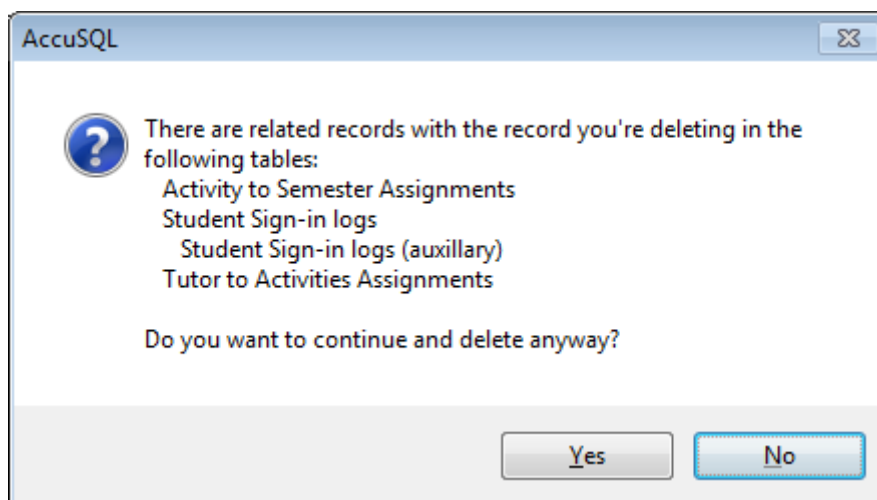 AccuSQL
There are related records with the record you're deleting in the
following tables:
Activity to Semester Assignments
Student Sign-in logs
Student Sign-in logs (auxillary)
Tutor to Activities Assignments
Do you want to continue and delete anyway?
Yes
No